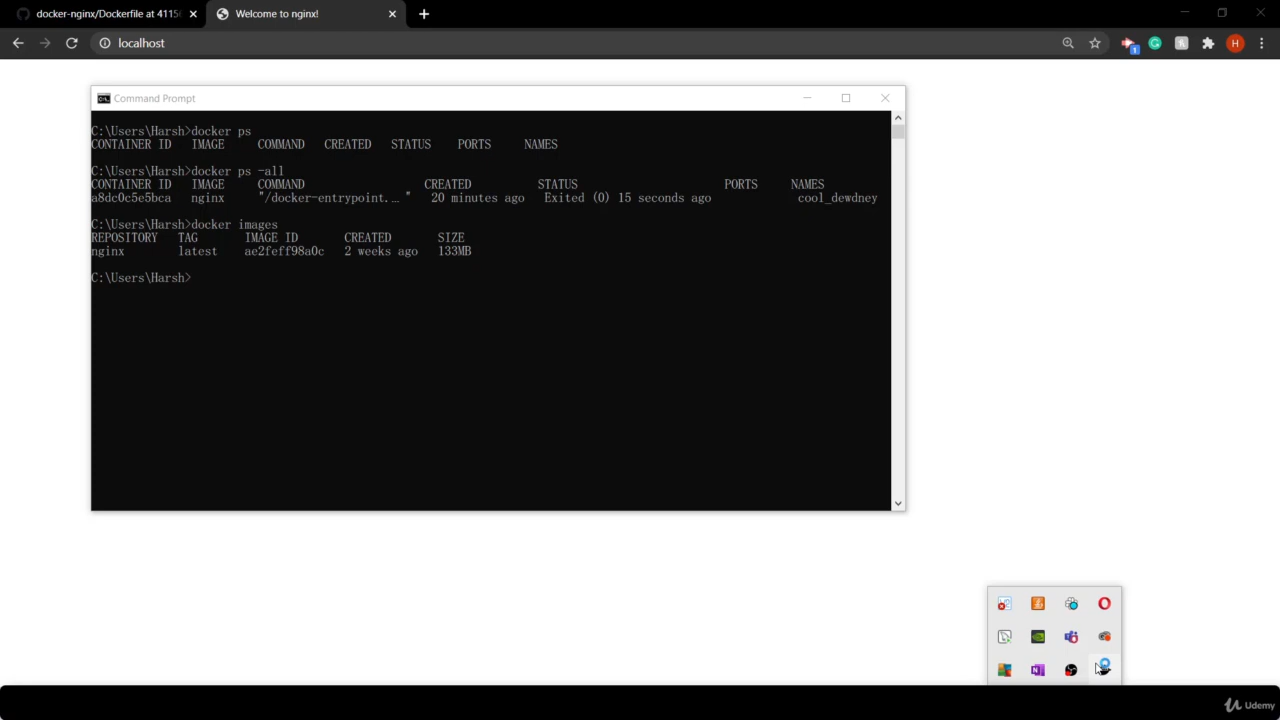 docker-nginx/Dockerfile at 4115
Welcome to nginx!
localhost
1
H
Command Prompt
C:\Users\Harsh>docker ps
CONTAINER ID IMAGE COMMAND CREATED STATUS PORTS NAMES
C:\Users\Harsh>docker ps -all
CONTAINER ID IMAGE COMMAND CREATED STATUS PORTS NAMES
a8dc0c5e5bca nginx "/docker-entrypoint.…" 20 minutes ago Exited (0) 15 seconds ago cool_dewdney
C:\Users\Harsh>docker images
REPOSITORY TAG IMAGE ID CREATED SIZE
nginx latest ae2feff98a0c 2 weeks ago 133MB
C:\Users\Harsh>
Udemy